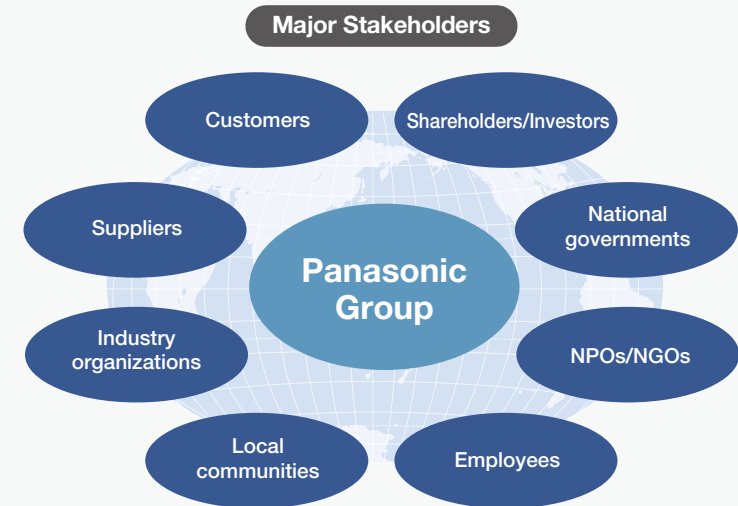 Major Stakeholders
Customers
Shareholders/Investors
Suppliers
National
governments
Panasonic
Group
Industry
organizations
NPOs/NGOs
Local
communities
Employees